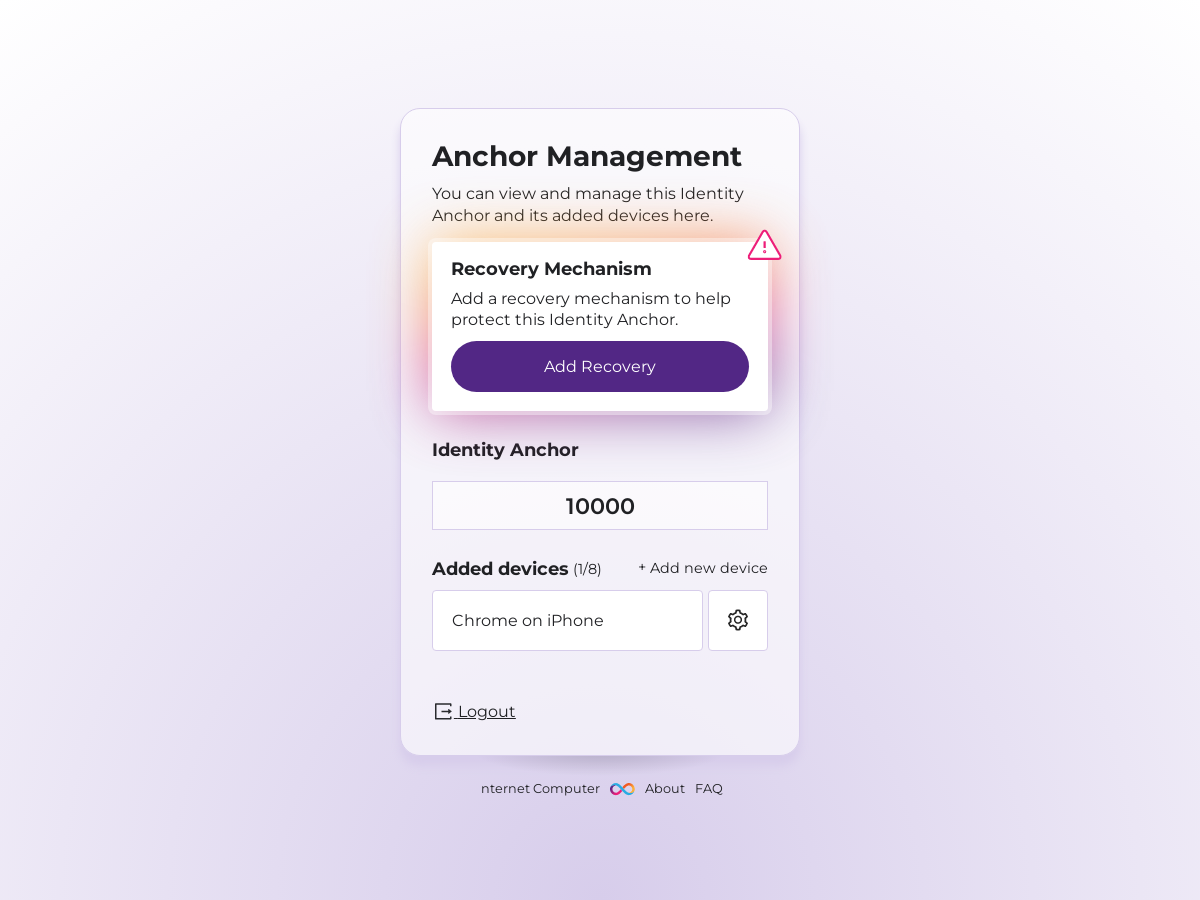 Anchor Management
You can view and manage this Identity
Anchor and its added devices here.
Recovery Mechanism
Add a recovery mechanism to help
protect this Identity Anchor.
Add Recovery
Identity Anchor
10000
Added devices (1/8) + Add new device
Chrome on iPhone
Logout
nternet Computer About FAQ